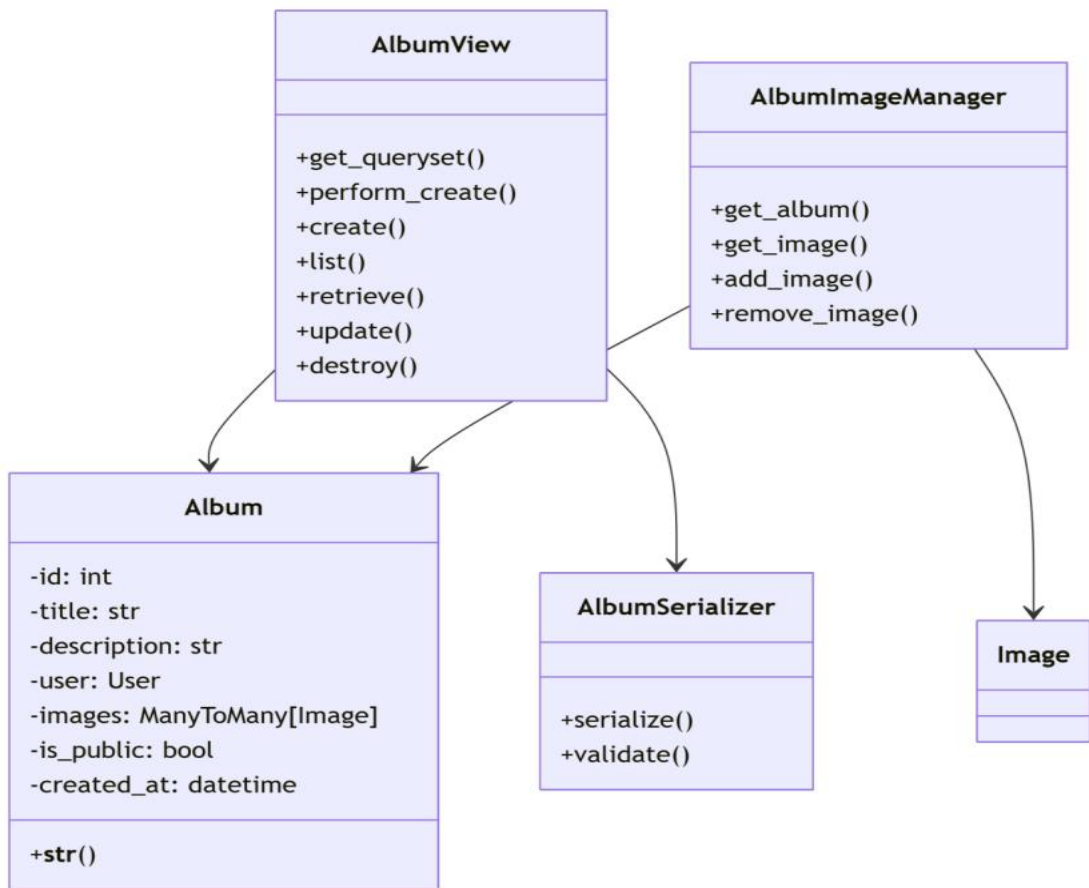 AlbumView
+get_queryset()
+perform_create()
+create()
+list()
+retrieve()
+update()
+destroy()
AlbumImageManager
+get_album()
+get_image()
+add_image()
+remove_image()
Album
-id: int
-title: str
-description: str
-user: User
-images: ManyToMany[Image]
-is_public: bool
-created_at: datetime
+str()
AlbumSerializer
+serialize()
+validate()
Image